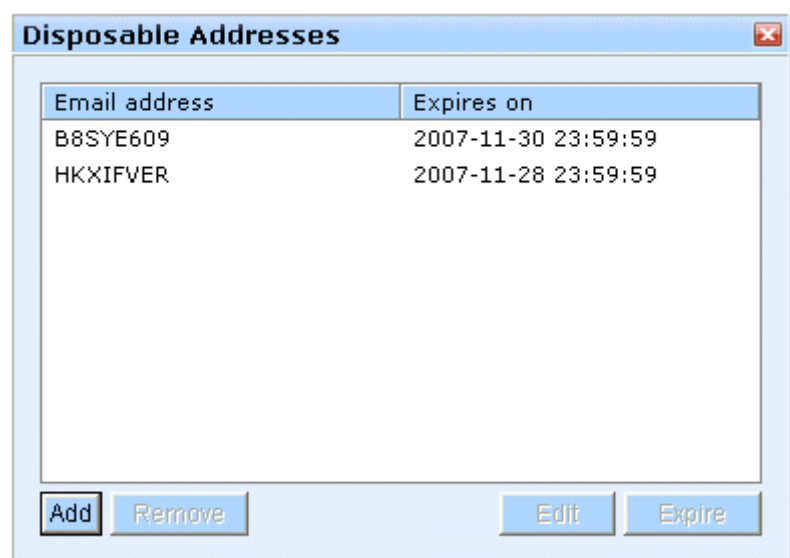 Disposable Addresses
Email address Expires on
B8SYE609 2007-11-30 23:59:59
HKXIFVER 2007-11-28 23:59:59
Add Remove Edit Expire